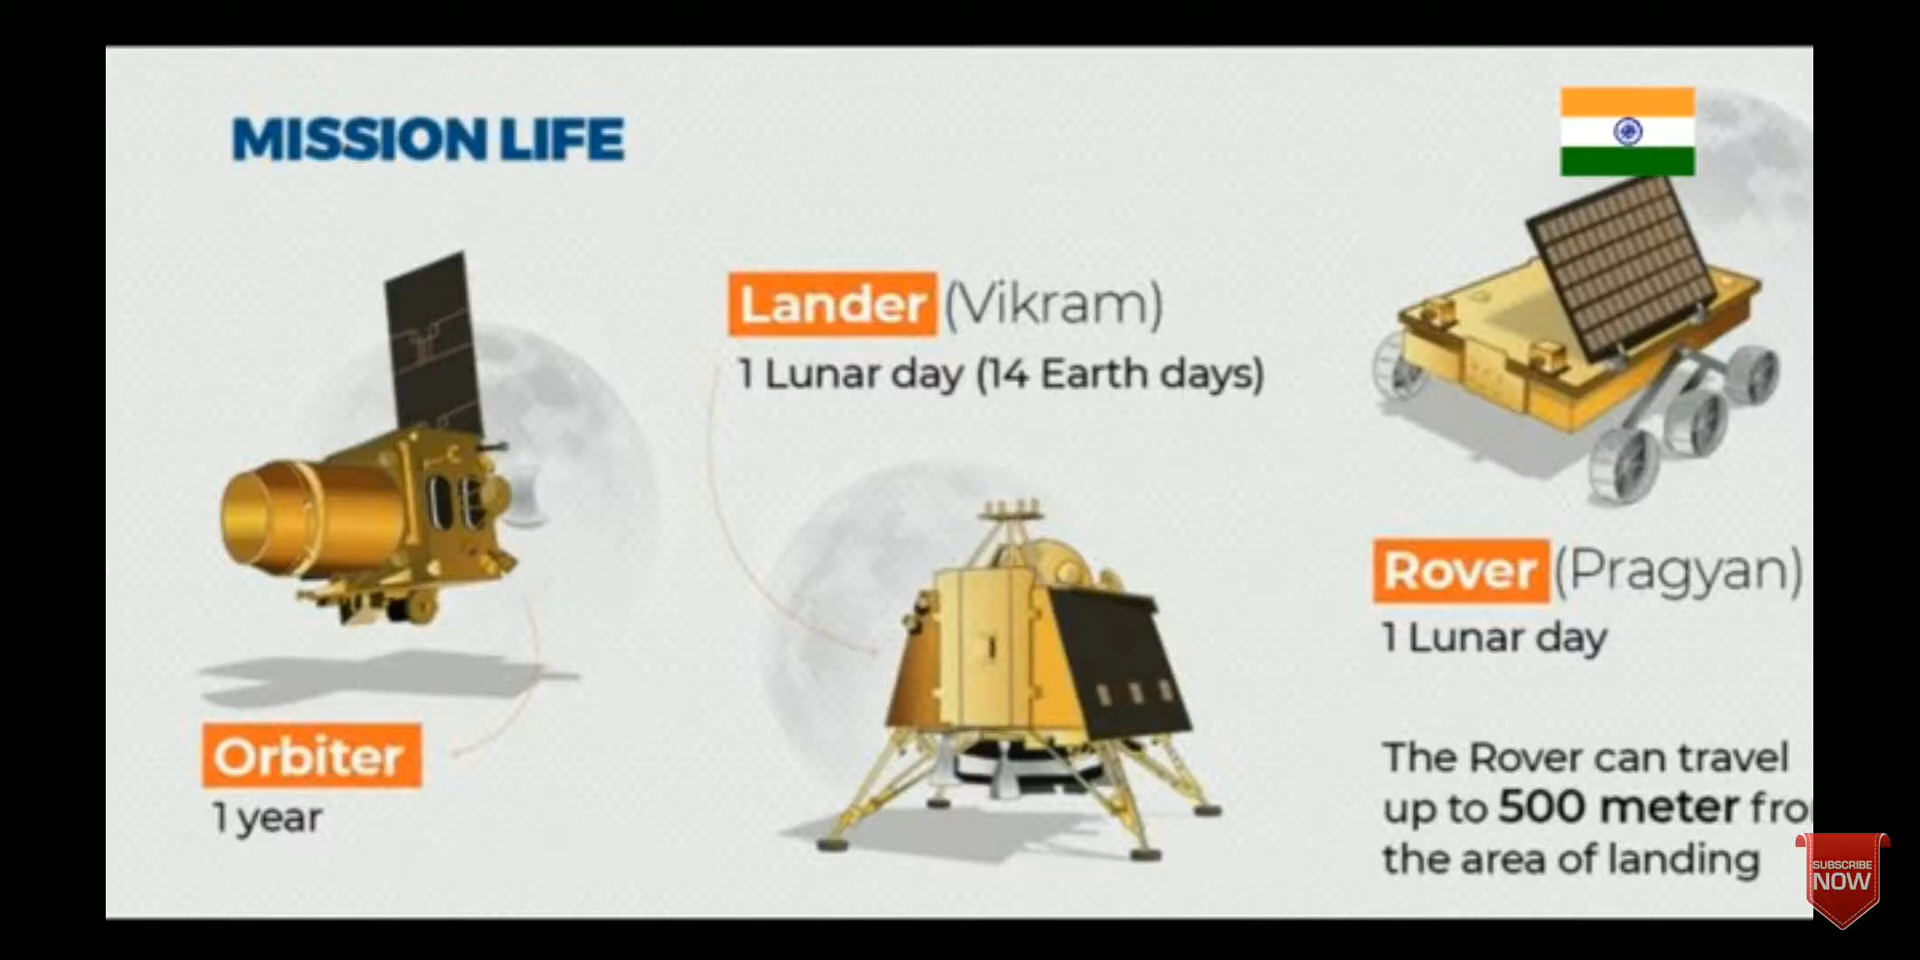 MISSION LIFE
Orbiter
1 year
Lander (Vikram)
1 Lunar day (14 Earth days)
Rover (Pragyan)
1 Lunar day
The Rover can travel
up to 500 meter
the area of landing
SUBSCRIBE
NOW